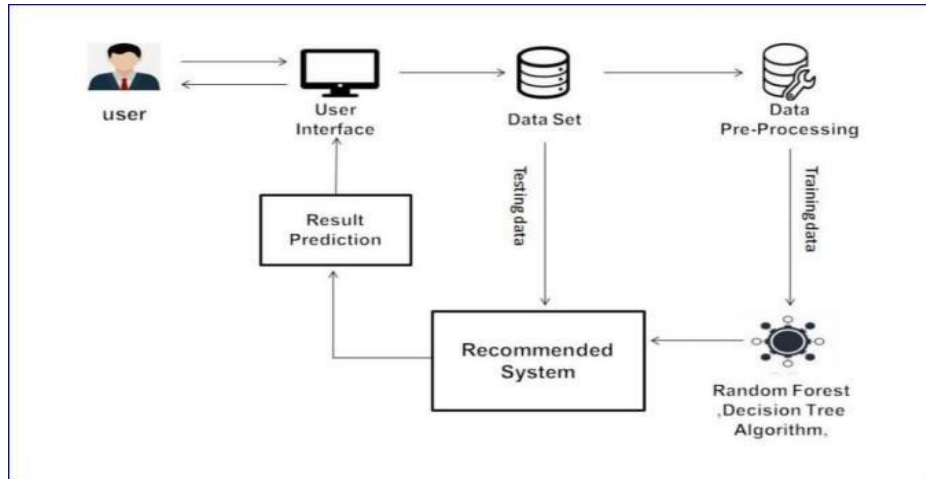 user
User
Interface
Data Set
Data
Pre-Processing
Testing data
Training data
Result
Prediction
Recommended
System
Random Forest
,Decision Tree
Algorithm,